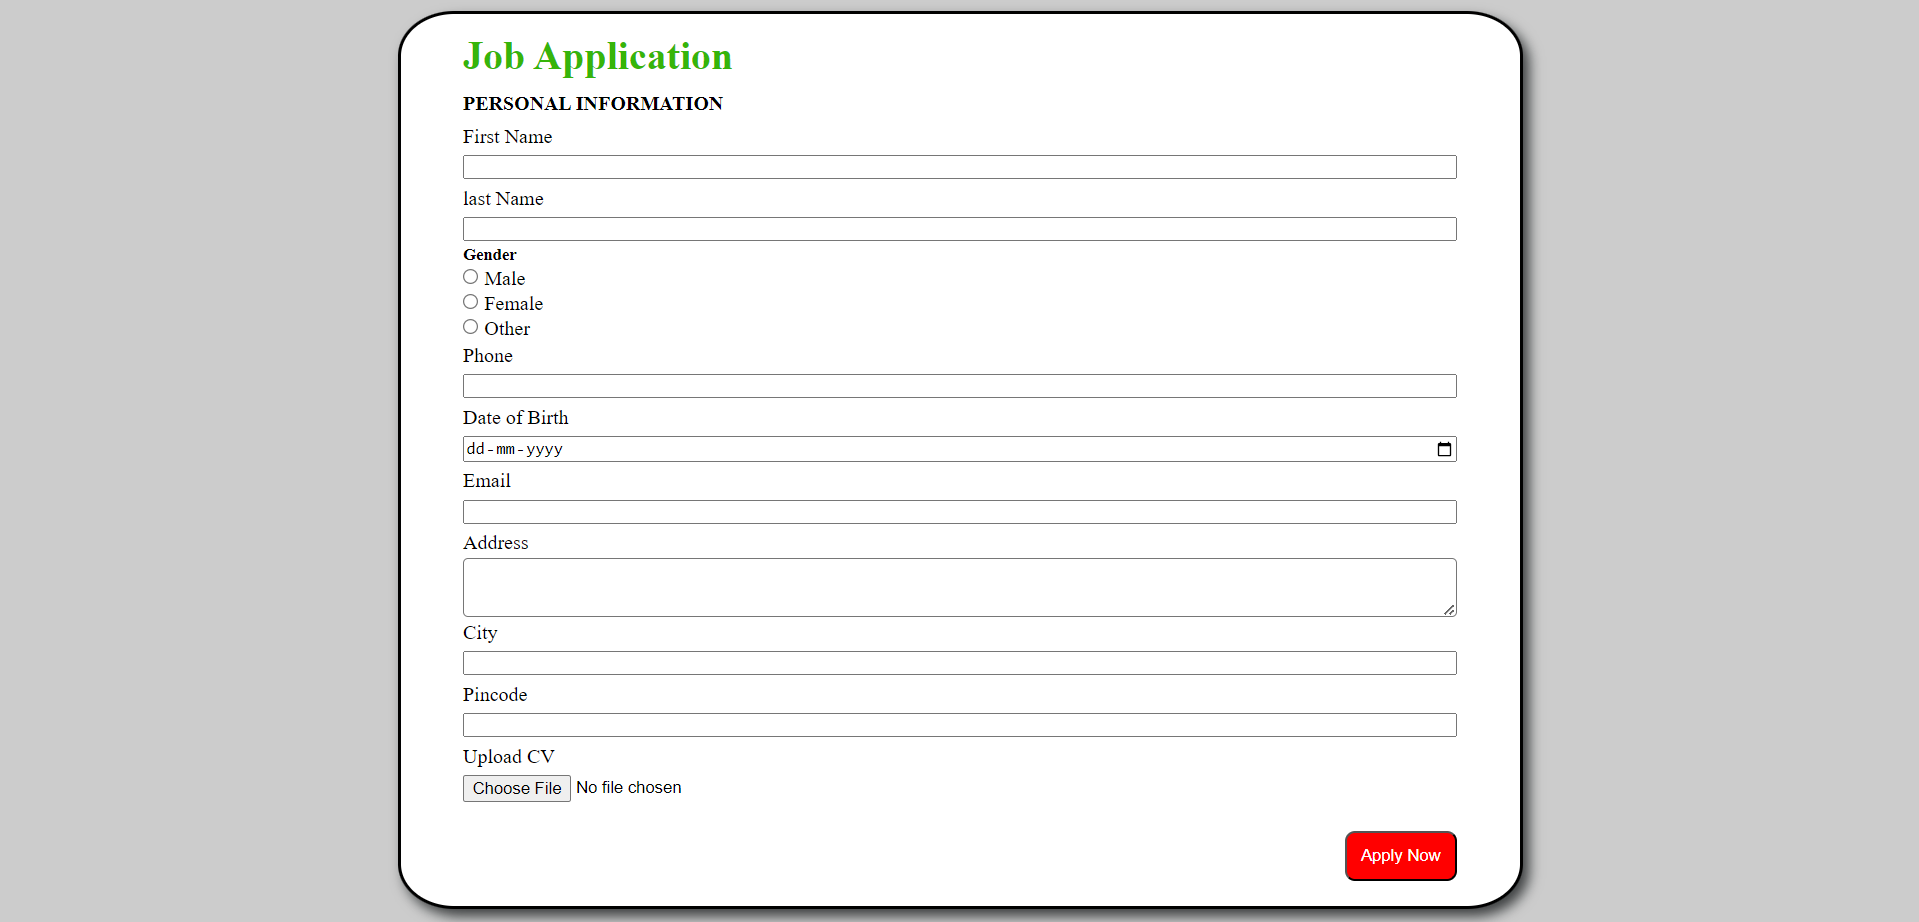 Job Application
PERSONAL INFORMATION
First Name
last Name
Gender
Male
Female
Other
Phone
Date of Birth
dd-mm-yyyy
Email
Address
City
Pincode
Upload CV
Choose File No file chosen
Apply Now